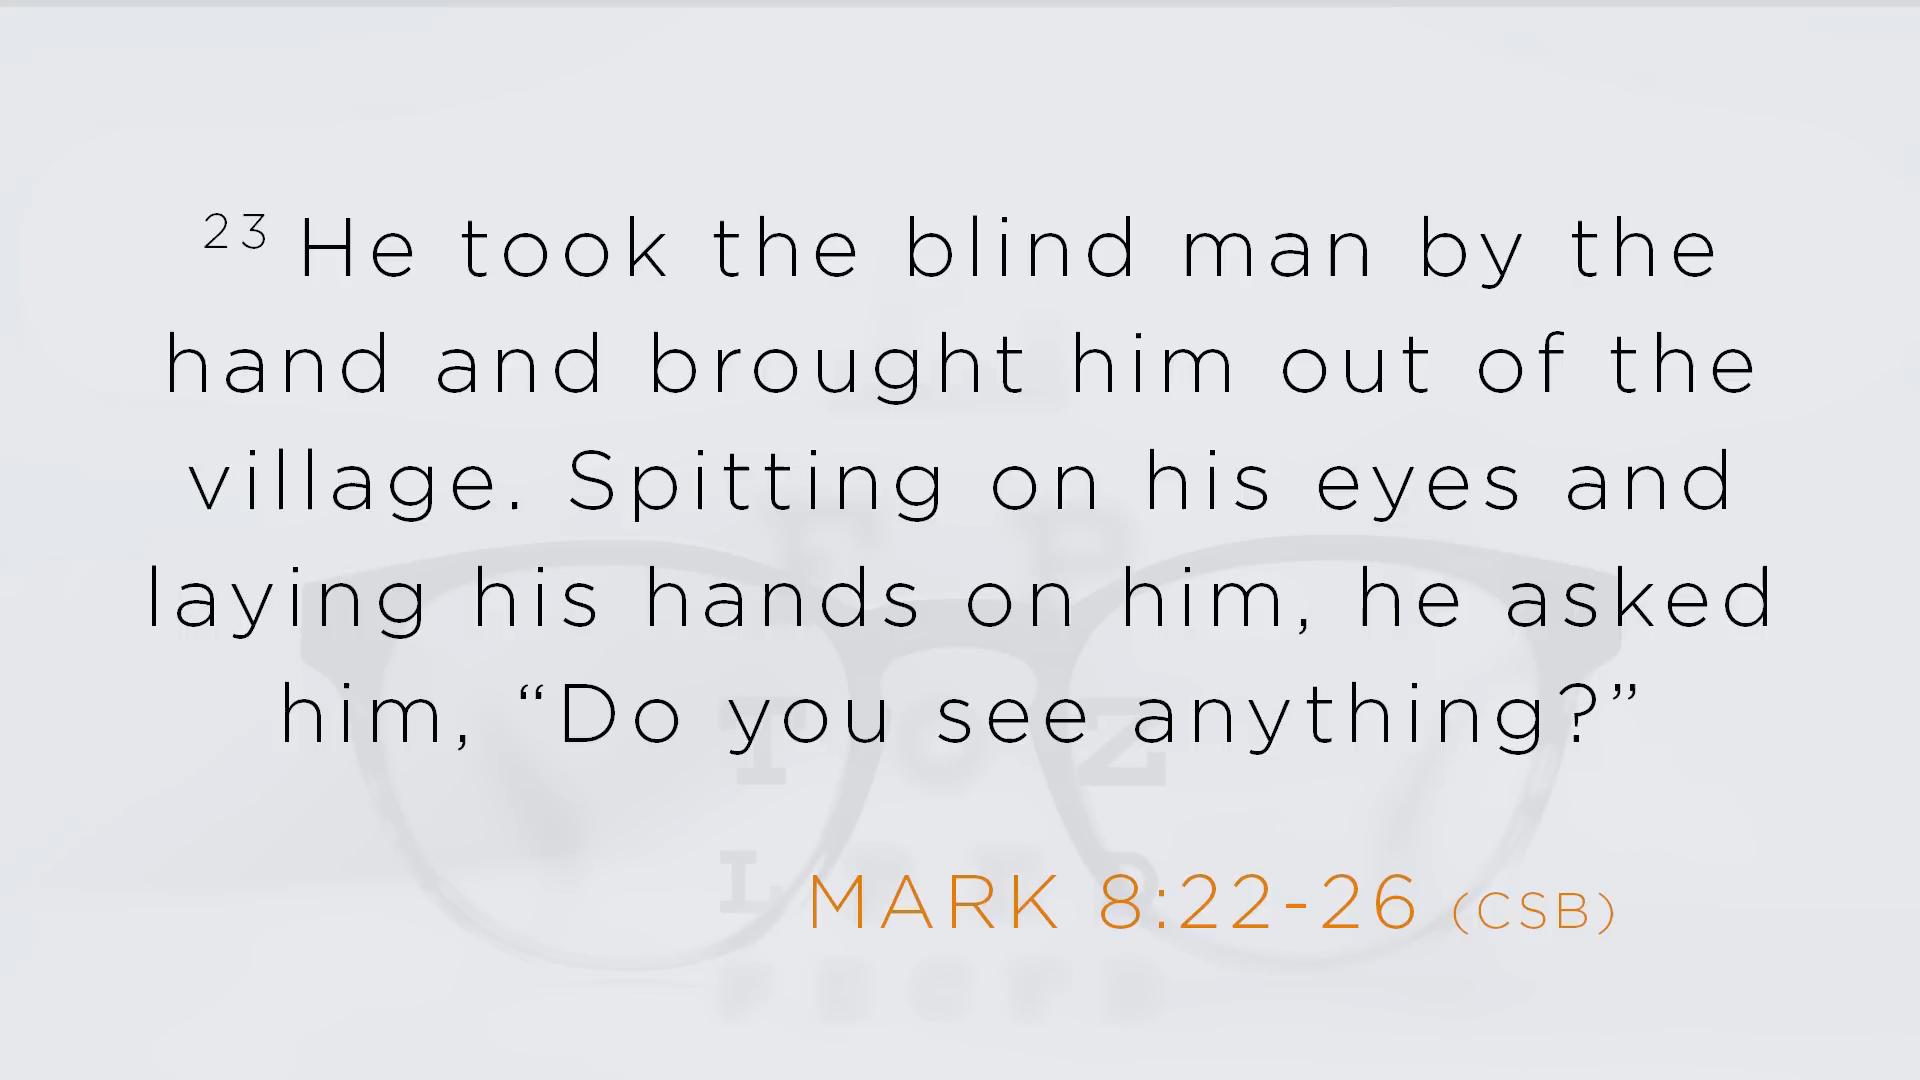 23 He took the blind man by the
hand and brought him out of the
village. Spitting on his eyes and
laying his hands on him, he asked
him, “Do you see anything?”
T O Z
L P E D
P E C F D
MARK 8:22-26 (CSB)